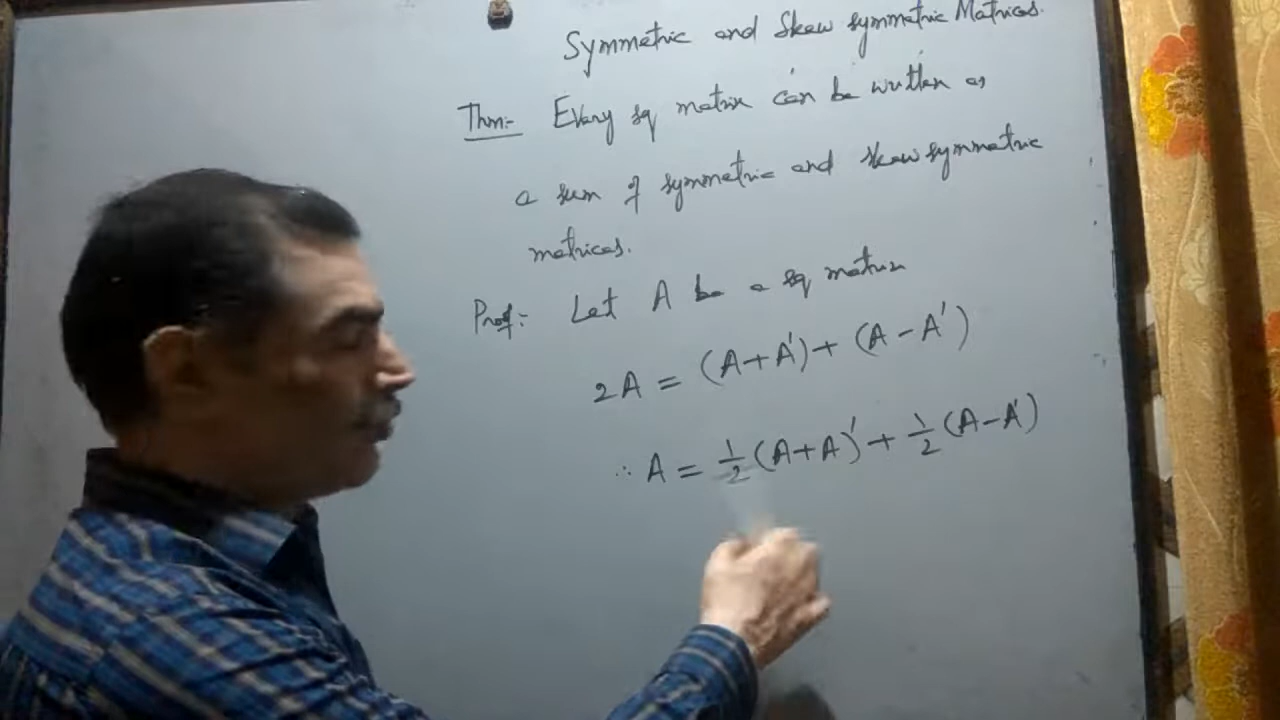 Symmetric and Skew symmetric Matrices.
Thm:- Every sq matrix can be written as
a sum of symmetric and skew symmetric
matrices.
Proof:- Let A be a sq matrix
2A = (A+A') + (A-A')
∴ A = 1/2 (A+A)' + 1/2 (A-A')